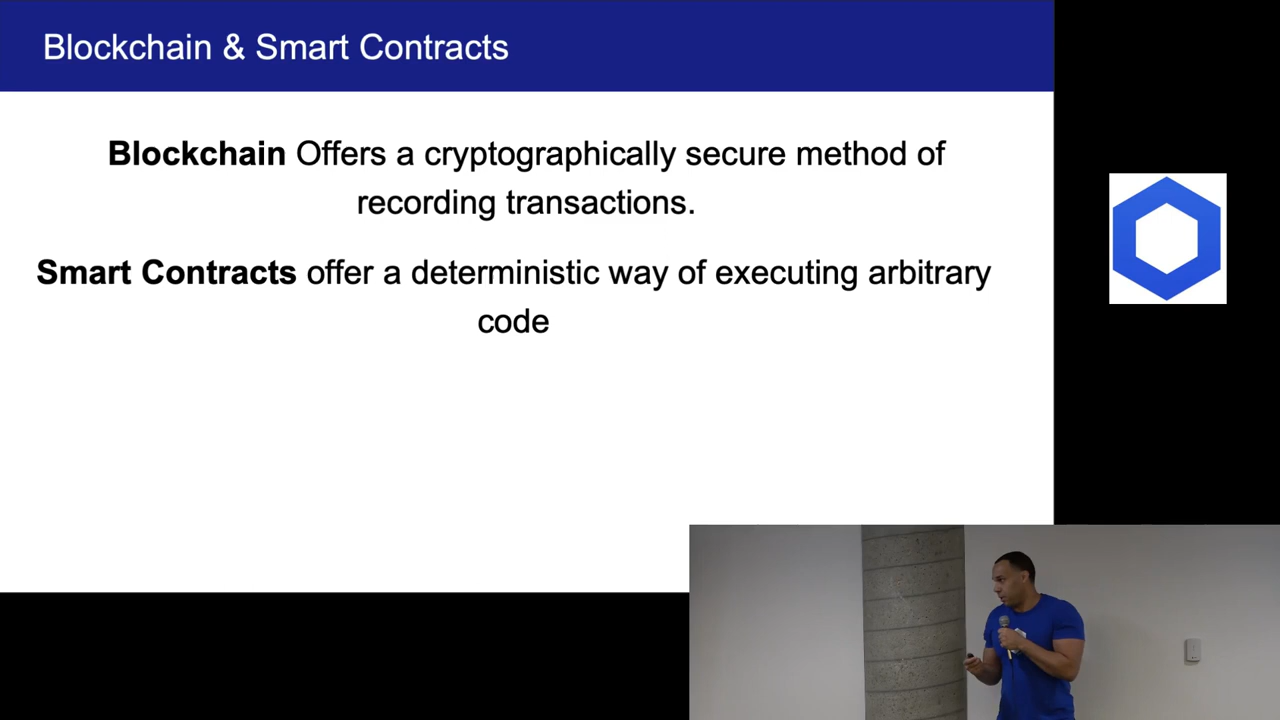 Blockchain & Smart Contracts
Blockchain Offers a cryptographically secure method of
recording transactions.
Smart Contracts offer a deterministic way of executing arbitrary
code